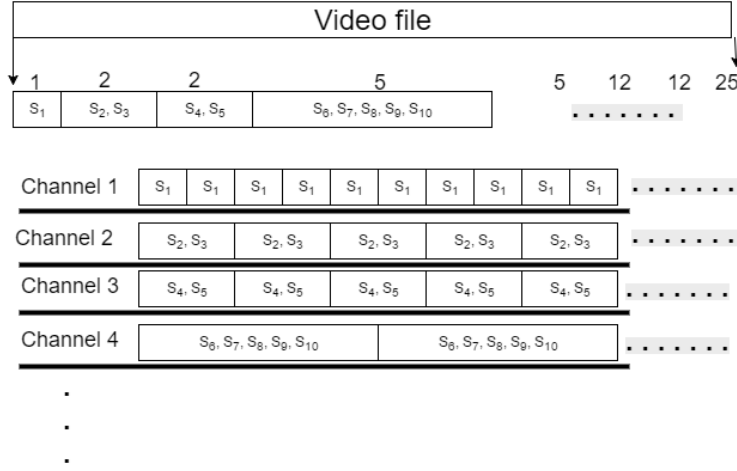 Video file
1 2 2 5 5 12 12 25
S₁ S₂, S₃ S₄, S₅ S₆, S₇, S₈, S₉, S₁₀ . . . . . . .
Channel 1 S₁ S₁ S₁ S₁ S₁ S₁ S₁ S₁ S₁ S₁ . . . . . . .
Channel 2 S₂, S₃ S₂, S₃ S₂, S₃ S₂, S₃ S₂, S₃ . . . . . . .
Channel 3 S₄, S₅ S₄, S₅ S₄, S₅ S₄, S₅ S₄, S₅ . . . . . . .
Channel 4 S₆, S₇, S₈, S₉, S₁₀ S₆, S₇, S₈, S₉, S₁₀ . . . . . . .
.
.
.